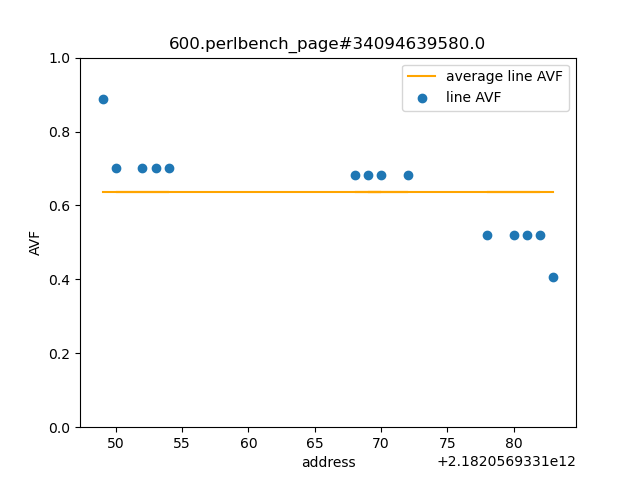 600.perlbench_page#34094639580.0
average line AVF
line AVF
1.0
0.8
0.6
0.4
0.2
0.0
AVF
50
55
60
65
70
75
80
address
+2.1820569331e12